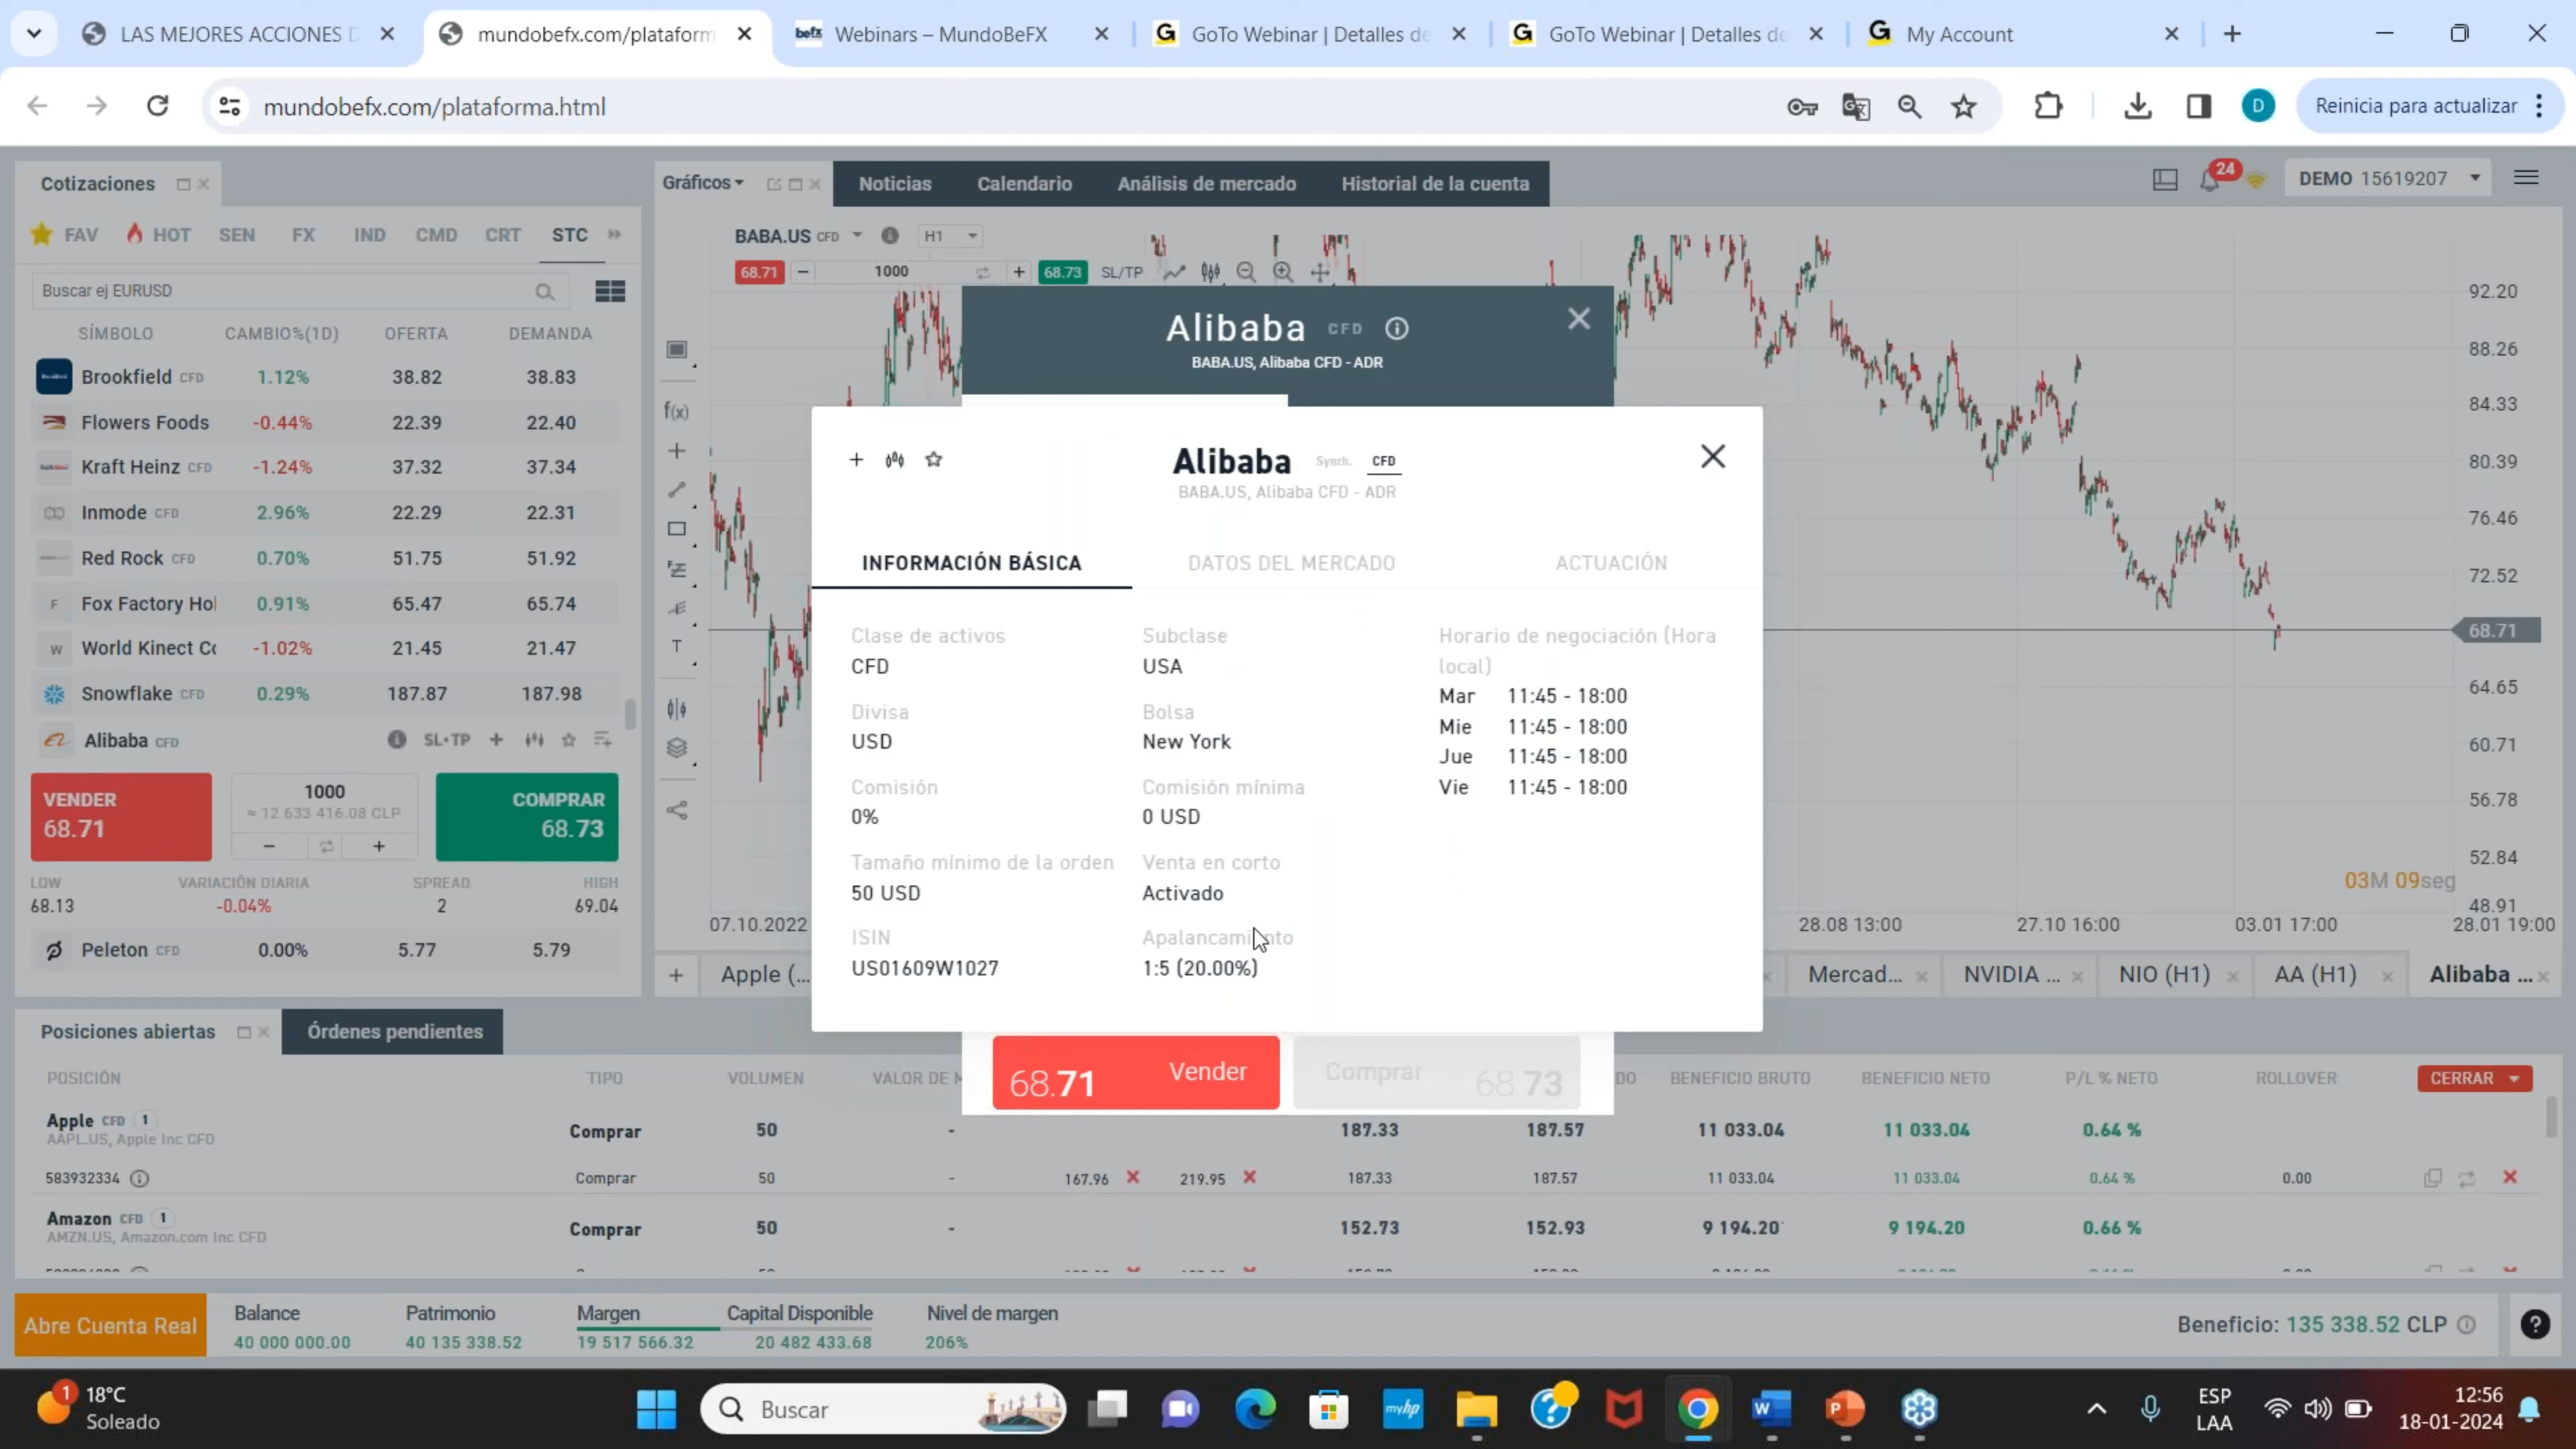 LAS MEJORES ACCIONES D
mundobefx.com/plataform
befx Webinars – MundoBeFX
GoTo Webinar | Detalles de
GoTo Webinar | Detalles de
My Account
mundobefx.com/plataforma.html
D
Reinicia para actualizar
Cotizaciones
Gráficos
Noticias
Calendario
Análisis de mercado
Historial de la cuenta
24
DEMO 15619207
FAV HOT SEN FX IND CMD CRT STC
Buscar ej EURUSD
SÍMBOLO CAMBIO%(1D) OFERTA DEMANDA
Brookfield CFD 1.12% 38.82 38.83
Flowers Foods -0.44% 22.39 22.40
Kraft Heinz CFD -1.24% 37.32 37.34
Inmode CFD 2.96% 22.29 22.31
Red Rock CFD 0.70% 51.75 51.92
F Fox Factory Hol 0.91% 65.47 65.74
W World Kinect Co -1.02% 21.45 21.47
Snowflake CFD 0.29% 187.87 187.98
Alibaba CFD SL•TP
VENDER
68.71
1000
≈ 12 633 416.08 CLP
COMPRAR
68.73
LOW VARIACIÓN DIARIA SPREAD HIGH
68.13 -0.04% 2 69.04
Peleton CFD 0.00% 5.77 5.79
BABA.US CFD H1
68.71 1000 68.73 SL/TP
f(x)
T
Alibaba CFD
BABA.US, Alibaba CFD - ADR
Alibaba Synth. CFD
BABA.US, Alibaba CFD - ADR
INFORMACIÓN BÁSICA
DATOS DEL MERCADO
ACTUACIÓN
Clase de activos
CFD
Subclase
USA
Divisa
USD
Bolsa
New York
Comisión
0%
Comisión mínima
0 USD
Tamaño mínimo de la orden
50 USD
Venta en corto
Activado
ISIN
US01609W1027
Apalancamiento
1:5 (20.00%)
Horario de negociación (Hora
local)
Mar 11:45 - 18:00
Mie 11:45 - 18:00
Jue 11:45 - 18:00
Vie 11:45 - 18:00
68.71 Vender
Comprar 68.73
92.20
88.26
84.33
80.39
76.46
72.52
68.71
64.65
60.71
56.78
52.84
48.91
03M 09seg
07.10.2022
28.08 13:00
27.10 16:00
03.01 17:00
28.01 19:00
Apple (...
Mercad...
NVIDIA ...
NIO (H1)
AA (H1)
Alibaba ...
Posiciones abiertas
Órdenes pendientes
POSICIÓN TIPO VOLUMEN VALOR DE M DO BENEFICIO BRUTO BENEFICIO NETO P/L % NETO ROLLOVER CERRAR
Apple CFD 1
AAPL.US, Apple Inc CFD
Comprar 50 - 187.33 187.57 11 033.04 11 033.04 0.64 %
583932334 Comprar 50 - 167.96 219.95 187.33 187.57 11 033.04 11 033.04 0.64 % 0.00
Amazon CFD 1
AMZN.US, Amazon.com Inc CFD
Comprar 50 - 152.73 152.93 9 194.20 9 194.20 0.66 %
Abre Cuenta Real
Balance
40 000 000.00
Patrimonio
40 135 338.52
Margen
19 517 566.32
Capital Disponible
20 482 433.68
Nivel de margen
206%
Beneficio: 135 338.52 CLP
1
18°C
Soleado
Buscar
myhp
ESP
LAA
12:56
18-01-2024